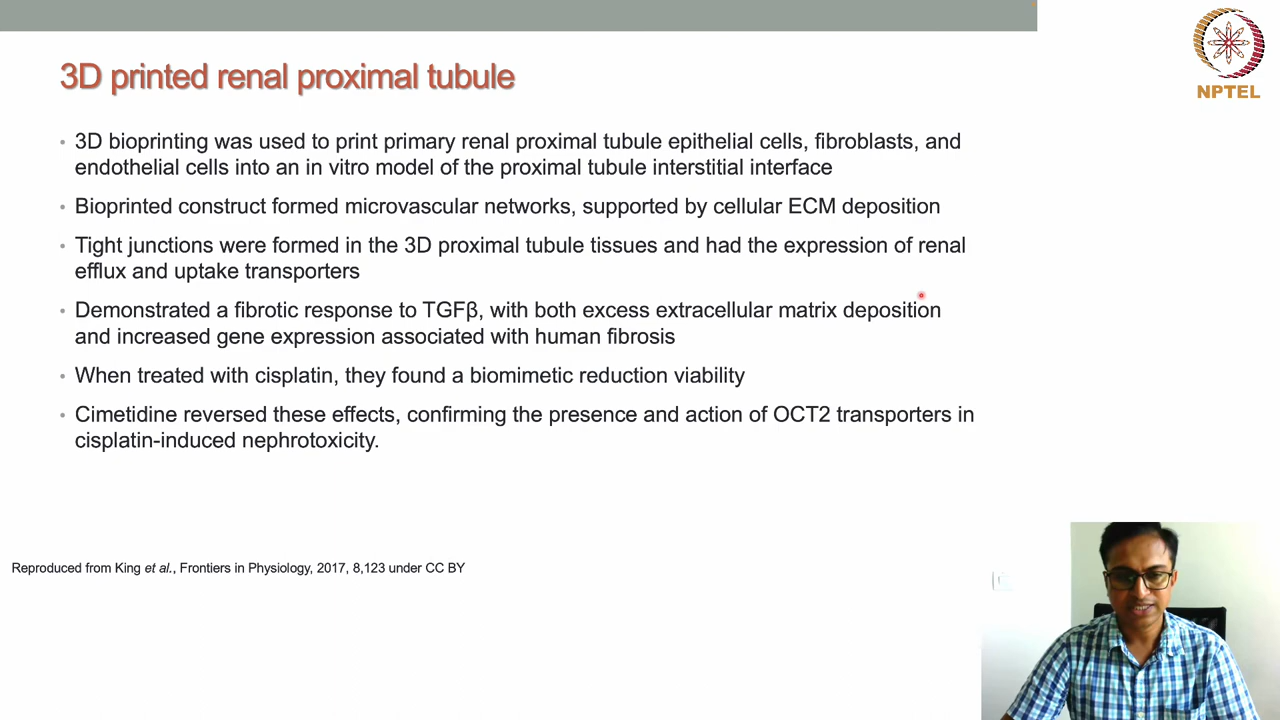 3D printed renal proximal tubule
NPTEL
• 3D bioprinting was used to print primary renal proximal tubule epithelial cells, fibroblasts, and
endothelial cells into an in vitro model of the proximal tubule interstitial interface
• Bioprinted construct formed microvascular networks, supported by cellular ECM deposition
• Tight junctions were formed in the 3D proximal tubule tissues and had the expression of renal
efflux and uptake transporters
• Demonstrated a fibrotic response to TGFβ, with both excess extracellular matrix deposition
and increased gene expression associated with human fibrosis
• When treated with cisplatin, they found a biomimetic reduction viability
• Cimetidine reversed these effects, confirming the presence and action of OCT2 transporters in
cisplatin-induced nephrotoxicity.
Reproduced from King et al., Frontiers in Physiology, 2017, 8,123 under CC BY